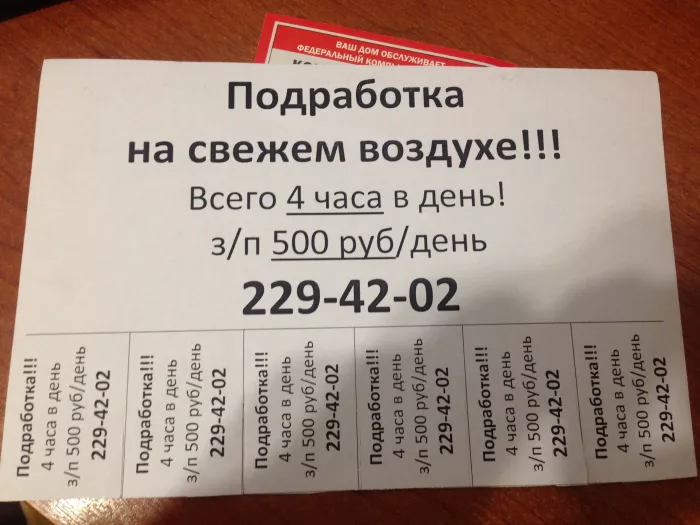 ВАШ ДОМ ОБСЛУЖИВАЕТ
ФЕДЕРАЛЬНЫЙ
Подработка
на свежем воздухе!!!
Всего 4 часа в день!
з/п 500 руб/день
229-42-02
Подработка!!!
4 часа в день
з/п 500 руб/день
229-42-02
Подработка!!!
4 часа в день
з/п 500 руб/день
229-42-02
Подработка!!!
4 часа в день
з/п 500 руб/день
229-42-02
Подработка!!!
4 часа в день
з/п 500 руб/день
229-42-02
Подработка!!!
4 часа в день
з/п 500 руб/день
229-42-02
Подработка!!!
4 часа в день
з/п 500 руб/день
229-42-02